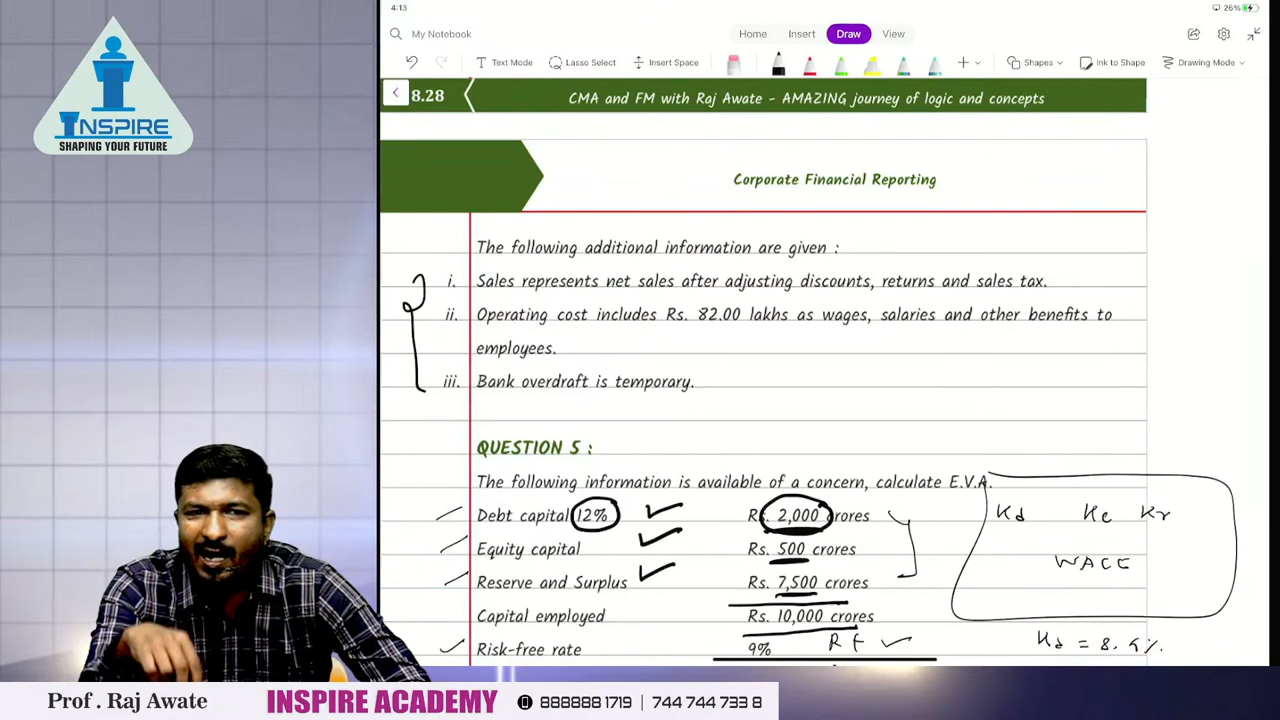 4:13
26%
My Notebook
Home Insert Draw View
Text Mode Lasso Select Insert Space Shapes Ink to Shape Drawing Mode
INSPIRE
SHAPING YOUR FUTURE
8.28 CMA and FM with Raj Awate - AMAZING journey of logic and concepts
Corporate Financial Reporting
The following additional information are given :
i. Sales represents net sales after adjusting discounts, returns and sales tax.
ii. Operating cost includes Rs. 82.00 lakhs as wages, salaries and other benefits to
employees.
iii. Bank overdraft is temporary.
QUESTION 5 :
The following information is available of a concern, calculate E.V.A.
Debt capital 12% Rs. 2,000 crores Kd Ke Kr
Equity capital Rs. 500 crores
WACC
Reserve and Surplus Rs. 7,500 crores
Capital employed Rs. 10,000 crores
Risk-free rate 9% Rf Kd = 8.4%
Prof. Raj Awate INSPIRE ACADEMY 888888 1719 | 744 744 733 8